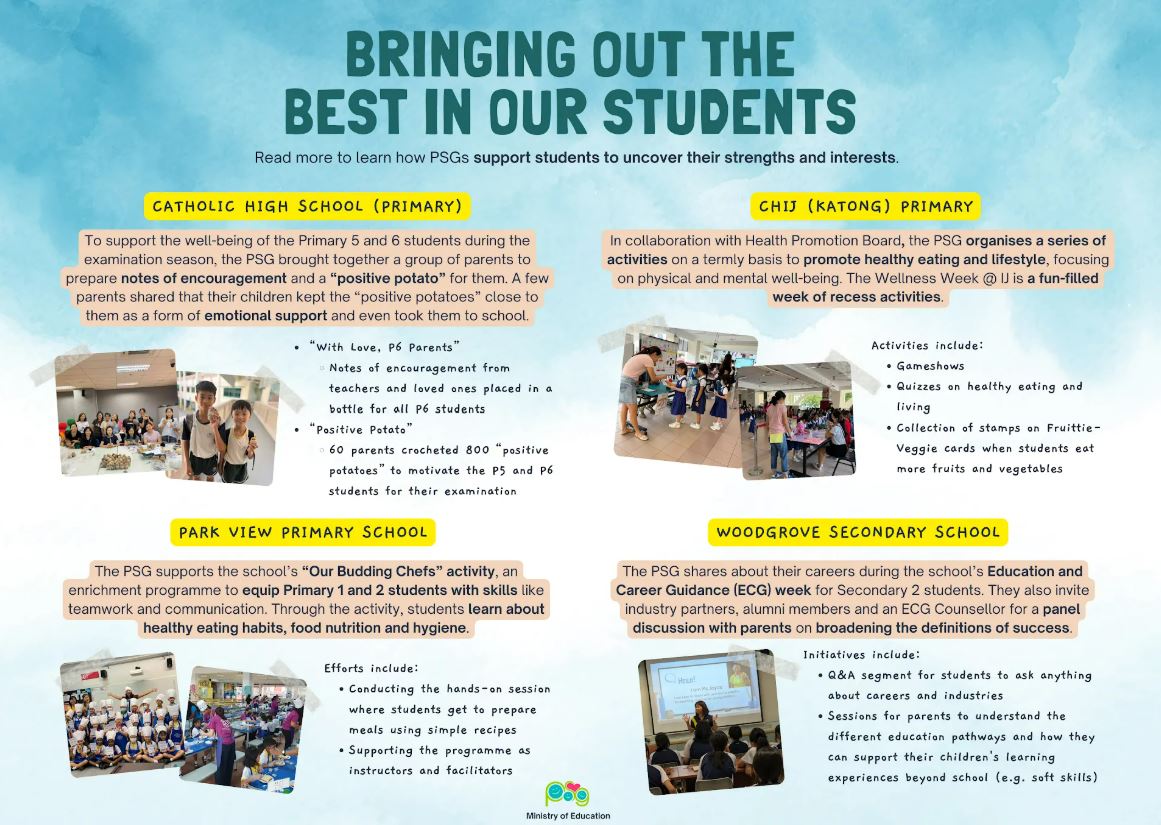 BRINGING OUT THE
BEST IN OUR STUDENTS
Read more to learn how PSGs support students to uncover their strengths and interests.
CATHOLIC HIGH SCHOOL (PRIMARY)
To support the well-being of the Primary 5 and 6 students during the
examination season, the PSG brought together a group of parents to
prepare notes of encouragement and a “positive potato” for them. A few
parents shared that their children kept the “positive potatoes” close to
them as a form of emotional support and even took them to school.
• “With Love, P6 Parents”
◦ Notes of encouragement from
teachers and loved ones placed in a
bottle for all P6 students
• “Positive Potato”
◦ 60 parents crocheted 800 “positive
potatoes” to motivate the P5 and P6
students for their examination
CHIJ (KATONG) PRIMARY
In collaboration with Health Promotion Board, the PSG organises a series of
activities on a termly basis to promote healthy eating and lifestyle, focusing
on physical and mental well-being. The Wellness Week @ IJ is a fun-filled
week of recess activities.
Activities include:
• Gameshows
• Quizzes on healthy eating and
living
• Collection of stamps on Fruittie-
Veggie cards when students eat
more fruits and vegetables
PARK VIEW PRIMARY SCHOOL
The PSG supports the school’s “Our Budding Chefs” activity, an
enrichment programme to equip Primary 1 and 2 students with skills like
teamwork and communication. Through the activity, students learn about
healthy eating habits, food nutrition and hygiene.
Efforts include:
• Conducting the hands-on session
where students get to prepare
meals using simple recipes
• Supporting the programme as
instructors and facilitators
WOODGROVE SECONDARY SCHOOL
The PSG shares about their careers during the school’s Education and
Career Guidance (ECG) week for Secondary 2 students. They also invite
industry partners, alumni members and an ECG Counsellor for a panel
discussion with parents on broadening the definitions of success.
Initiatives include:
• Q&A segment for students to ask anything
about careers and industries
• Sessions for parents to understand the
different education pathways and how they
can support their children's learning
experiences beyond school (e.g. soft skills)
psg
Ministry of Education